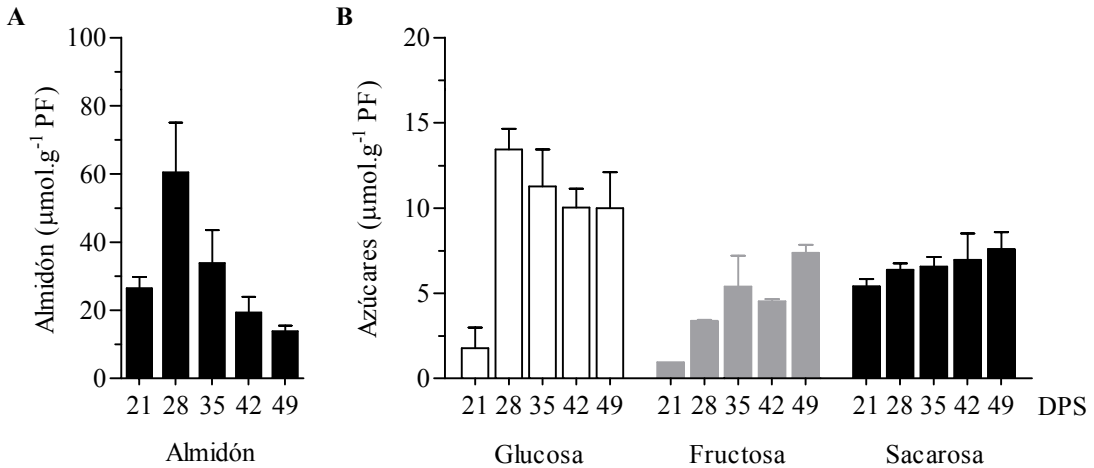 A
Almidón (µmol.g⁻¹ PF)
100
80
60
40
20
0
21 28 35 42 49
Almidón
B
Azúcares (µmol.g⁻¹ PF)
20
15
10
5
0
21 28 35 42 49 21 28 35 42 49 21 28 35 42 49 DPS
Glucosa Fructosa Sacarosa